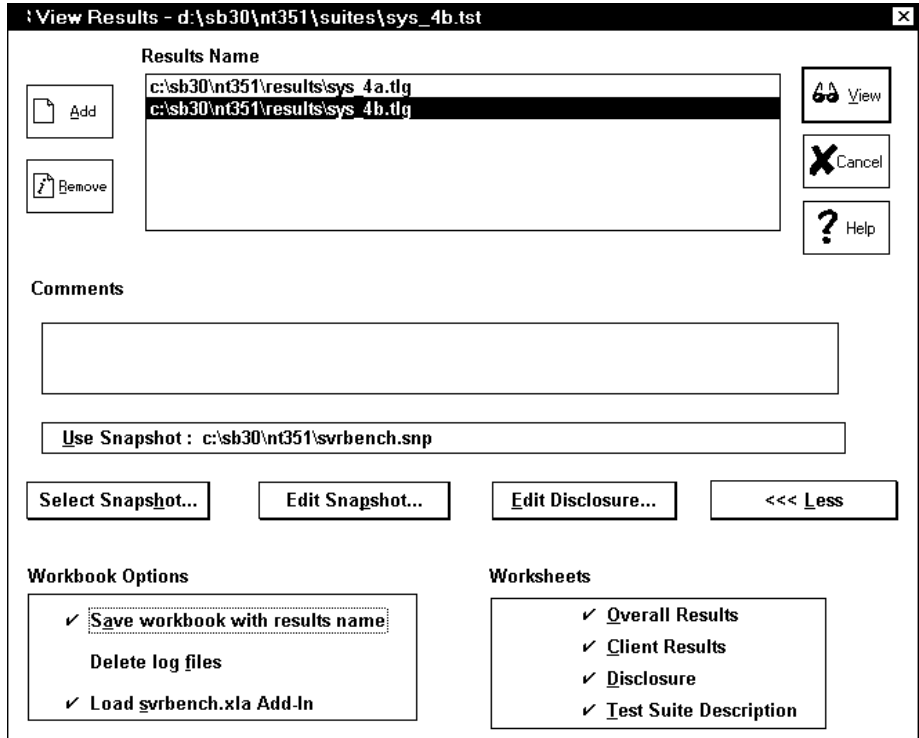 View Results - d:\sb30\nt351\suites\sys_4b.tst
Results Name
Add
c:\sb30\nt351\results\sys_4a.tlg
c:\sb30\nt351\results\sys_4b.tlg
View
Remove
Cancel
Help
Comments
Use Snapshot : c:\sb30\nt351\svrbench.snp
Select Snapshot... Edit Snapshot... Edit Disclosure... <<< Less
Workbook Options
Save workbook with results name
Delete log files
Load svrbench.xla Add-In
Worksheets
Overall Results
Client Results
Disclosure
Test Suite Description